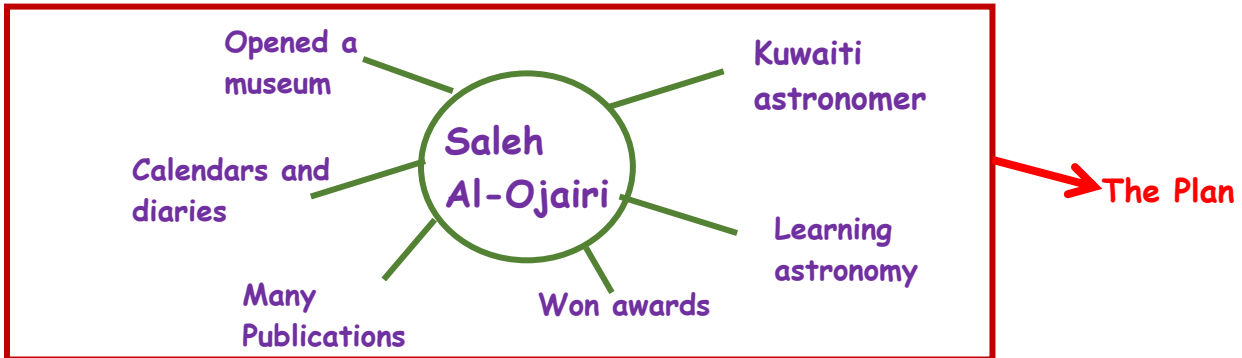 Opened a
museum
Kuwaiti
astronomer
Saleh
Al-Ojairi
Calendars and
diaries
The Plan
Learning
astronomy
Many
Publications
Won awards